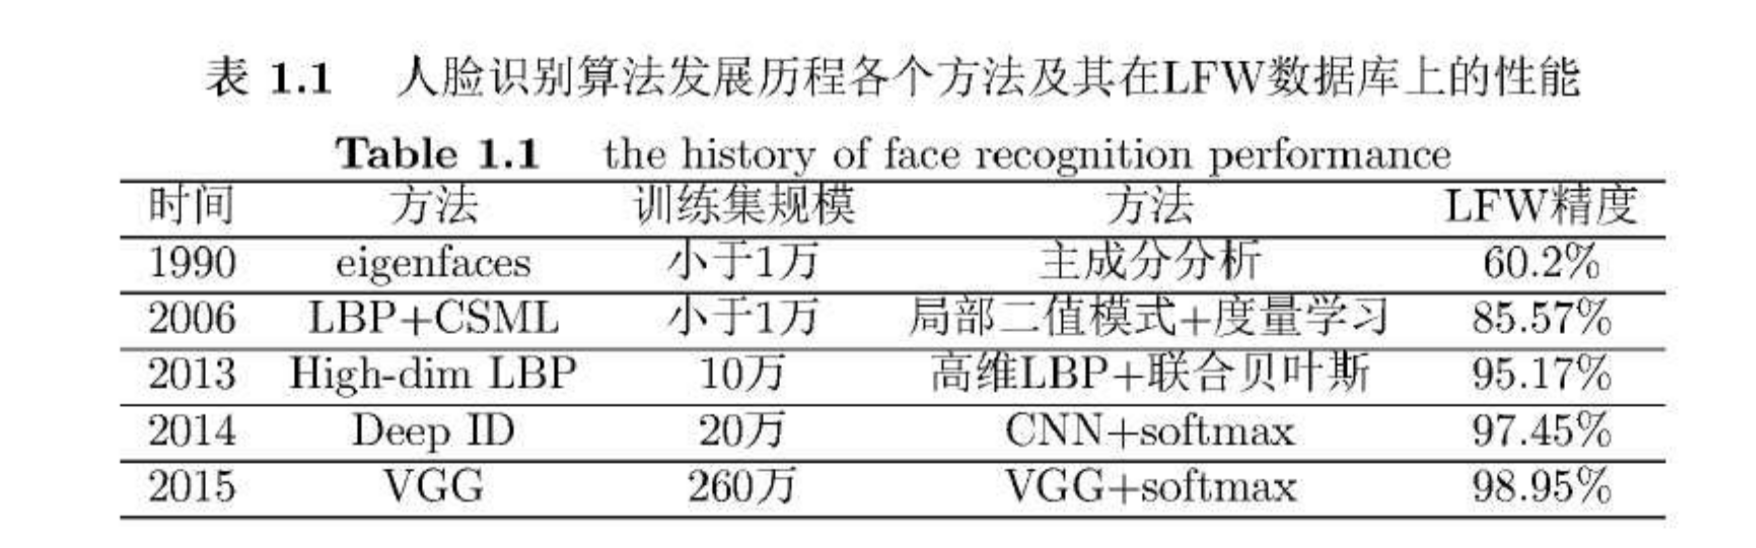 表 1.1 人脸识别算法发展历程各个方法及其在LFW数据库上的性能
Table 1.1 the history of face recognition performance
时间 方法 训练集规模 方法 LFW精度
1990 eigenfaces 小于1万 主成分分析 60.2%
2006 LBP+CSML 小于1万 局部二值模式+度量学习 85.57%
2013 High-dim LBP 10万 高维LBP+联合贝叶斯 95.17%
2014 Deep ID 20万 CNN+softmax 97.45%
2015 VGG 260万 VGG+softmax 98.95%